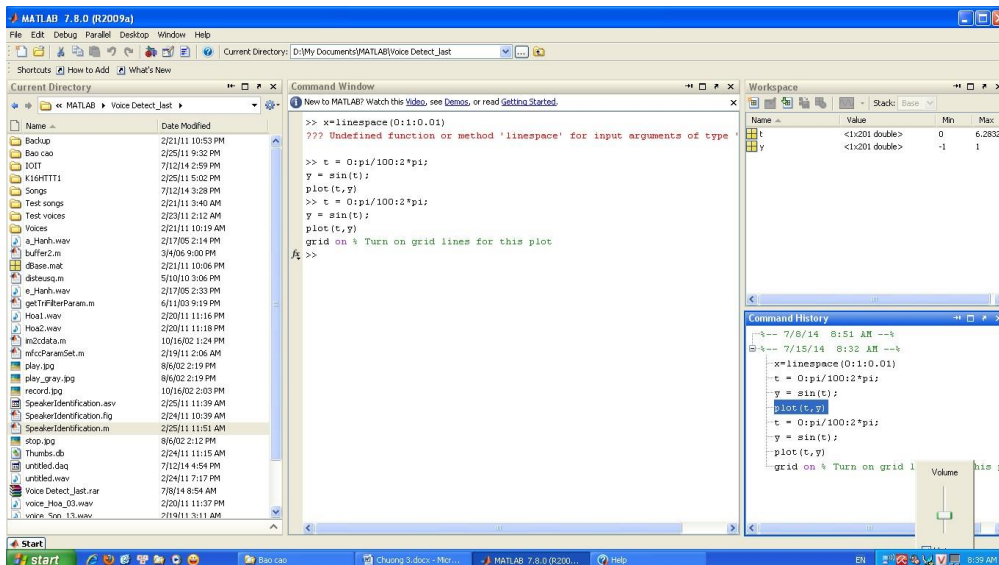 MATLAB 7.8.0 (R2009a)
File Edit Debug Parallel Desktop Window Help
Current Directory: D:\My Documents\MATLAB\Voice Detect_last
Shortcuts How to Add What's New
Current Directory
« MATLAB ▸ Voice Detect_last ▸
Name Date Modified
Backup 2/21/11 10:53 PM
Bao cao 2/25/11 9:32 PM
IOIT 7/12/14 2:59 PM
K16HTTT1 2/25/11 5:02 PM
Songs 7/12/14 3:28 PM
Test songs 2/21/11 3:40 AM
Test voices 2/23/11 2:12 AM
Voices 2/21/11 10:19 AM
a_Hanh.wav 2/17/05 2:14 PM
buffer2.m 3/4/06 9:00 PM
dBase.mat 2/21/11 10:06 PM
disteusq.m 5/10/10 3:06 PM
e_Hanh.wav 2/17/05 2:33 PM
getTriFilterParam.m 6/11/03 9:19 PM
Hoa1.wav 2/20/11 11:16 PM
Hoa2.wav 2/20/11 11:18 PM
im2cdata.m 10/16/02 1:24 PM
mfccParamSet.m 2/19/11 2:06 AM
play.jpg 8/6/02 2:19 PM
play_gray.jpg 8/6/02 2:19 PM
record.jpg 10/16/02 2:03 PM
SpeakerIdentification.asv 2/25/11 11:39 AM
SpeakerIdentification.fig 2/24/11 10:39 AM
SpeakerIdentification.m 2/25/11 11:51 AM
stop.jpg 8/6/02 2:12 PM
Thumbs.db 2/24/11 11:15 AM
untitled.daq 7/12/14 4:54 PM
untitled.wav 2/24/11 7:17 PM
Voice Detect_last.rar 7/8/14 8:54 AM
voice_Hoa_03.wav 2/20/11 11:37 PM
voice_Son_13.wav 2/19/11 3:11 AM
Command Window
New to MATLAB? Watch this Video, see Demos, or read Getting Started.
>> x=linespace(0:1:0.01)
??? Undefined function or method 'linespace' for input arguments of type '
>> t = 0:pi/100:2*pi;
y = sin(t);
plot(t,y)
>> t = 0:pi/100:2*pi;
y = sin(t);
plot(t,y)
grid on % Turn on grid lines for this plot
fx >>
Workspace
Stack: Base
Name Value Min Max
t <1x201 double> 0 6.2832
y <1x201 double> -1 1
Command History
%-- 7/8/14 8:51 AM --%
%-- 7/15/14 8:32 AM --%
x=linespace(0:1:0.01)
t = 0:pi/100:2*pi;
y = sin(t);
plot(t,y)
t = 0:pi/100:2*pi;
y = sin(t);
plot(t,y)
grid on % Turn on grid l his
Volume
Start
start Bao cao Chuong 3.docx - Micr... MATLAB 7.8.0 (R200... Help EN 8:39 AM